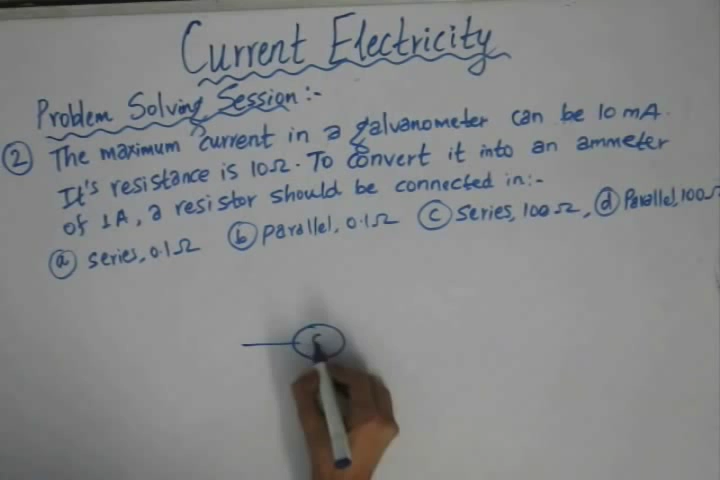 Current Electricity
Problem Solving Session:-
② The maximum current in a galvanometer can be 10 mA.
It's resistance is 10Ω. To convert it into an ammeter
of 1A, a resistor should be connected in:-
ⓐ series, 0.1Ω ⓑ parallel, 0.1Ω ⓒ series, 100Ω, ⓓ Parallel, 100Ω